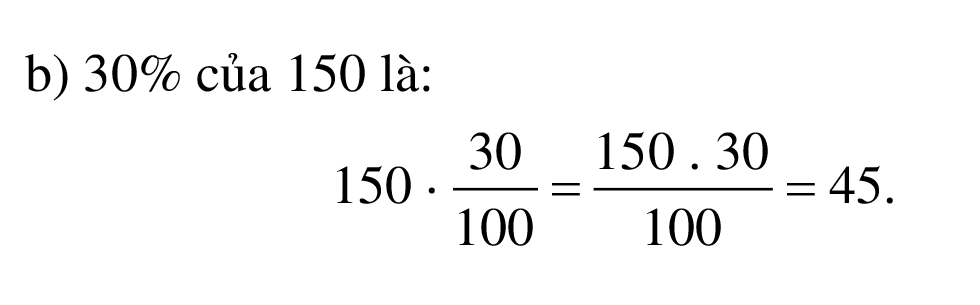 b) 30% của 150 là:
150 · 30/100 = 150 . 30/100 = 45.